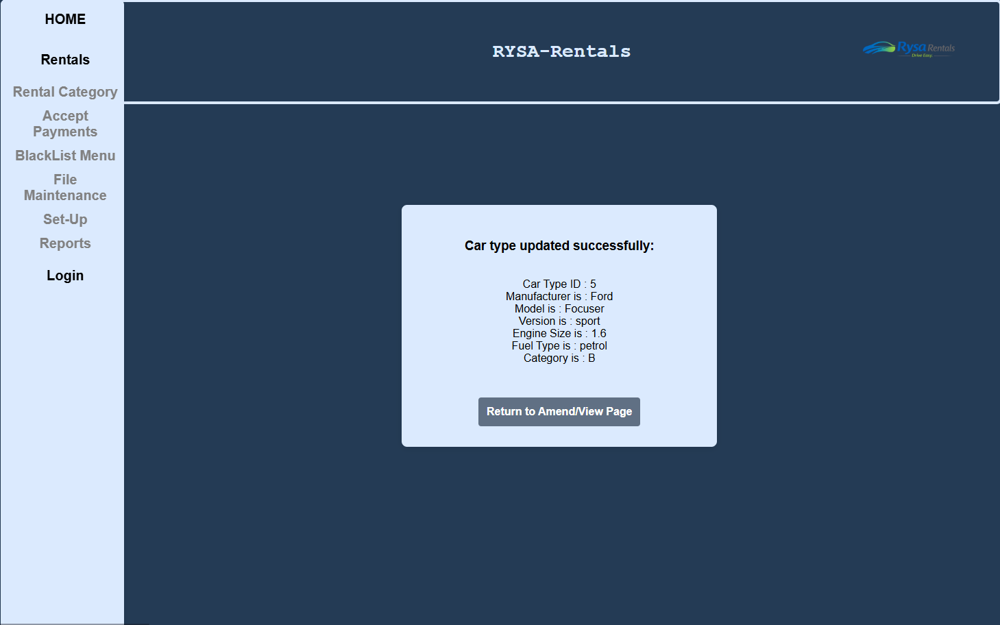 HOME
Rentals
Rental Category
Accept
Payments
BlackList Menu
File
Maintenance
Set-Up
Reports
Login
RYSA-Rentals
Rysa Rentals
Drive Easy.
Car type updated successfully:
Car Type ID : 5
Manufacturer is : Ford
Model is : Focuser
Version is : sport
Engine Size is : 1.6
Fuel Type is : petrol
Category is : B
Return to Amend/View Page